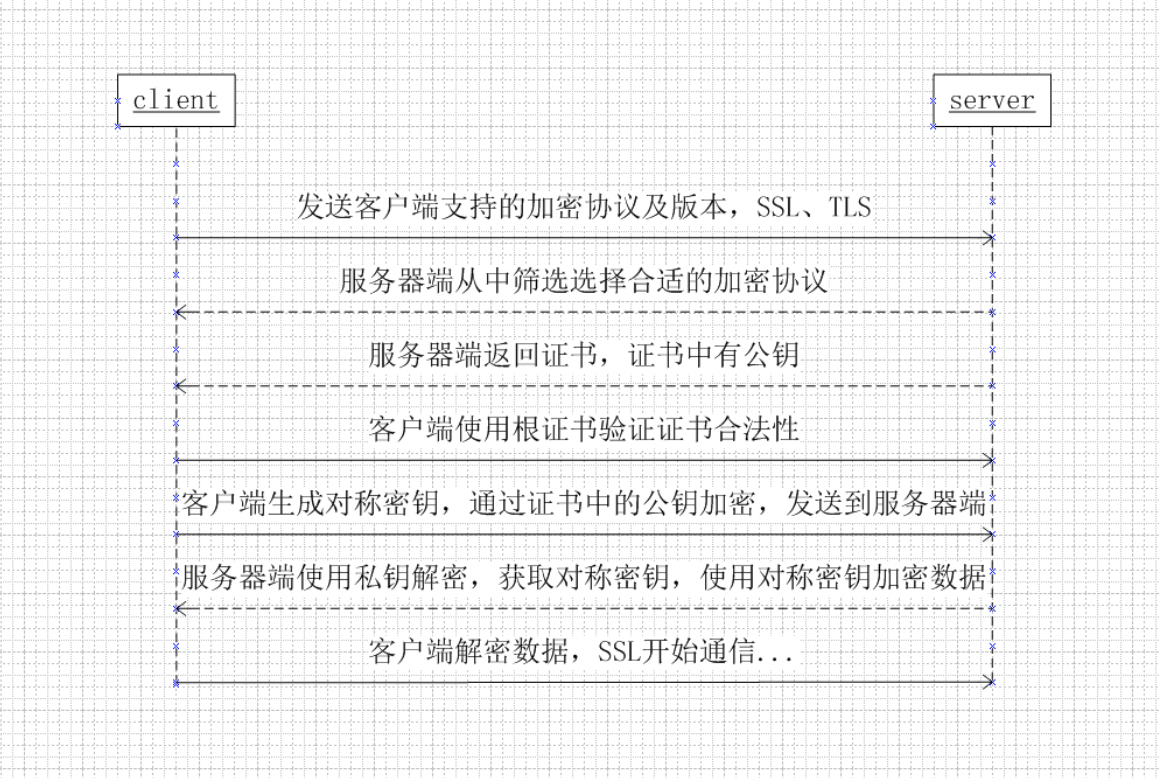 client
server
发送客户端支持的加密协议及版本，SSL、TLS
服务器端从中筛选选择合适的加密协议
服务器端返回证书，证书中有公钥
客户端使用根证书验证证书合法性
客户端生成对称密钥，通过证书中的公钥加密，发送到服务器端
服务器端使用私钥解密，获取对称密钥，使用对称密钥加密数据
客户端解密数据，SSL开始通信...